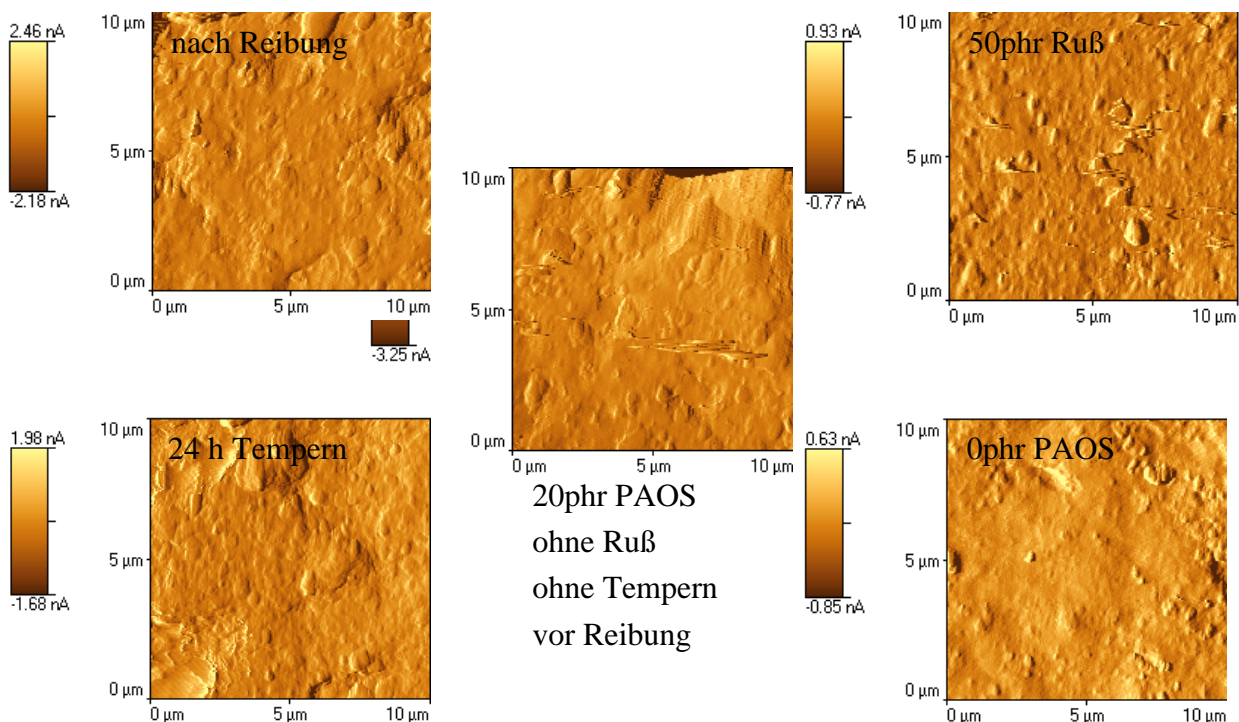 2.46 nA
-2.18 nA
10 µm
5 µm
0 µm
nach Reibung
0 µm
5 µm
10 µm
-3.25 nA
0.93 nA
-0.77 nA
10 µm
5 µm
0 µm
50phr Ruß
0 µm
5 µm
10 µm
10 µm
5 µm
0 µm
0 µm
5 µm
10 µm
20phr PAOS
ohne Ruß
ohne Tempern
vor Reibung
1.98 nA
-1.68 nA
10 µm
5 µm
0 µm
24 h Tempern
0 µm
5 µm
10 µm
0.63 nA
-0.85 nA
10 µm
5 µm
0 µm
0phr PAOS
0 µm
5 µm
10 µm